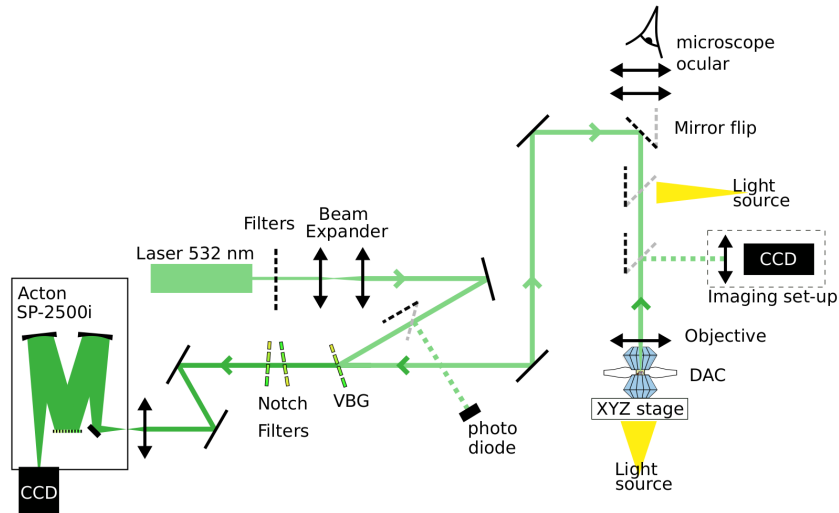 microscope
ocular
Mirror flip
Light
source
Filters
Beam
Expander
Laser 532 nm
CCD
Imaging set-up
Acton
SP-2500i
Objective
DAC
Notch
Filters
VBG
XYZ stage
photo
diode
Light
source
CCD